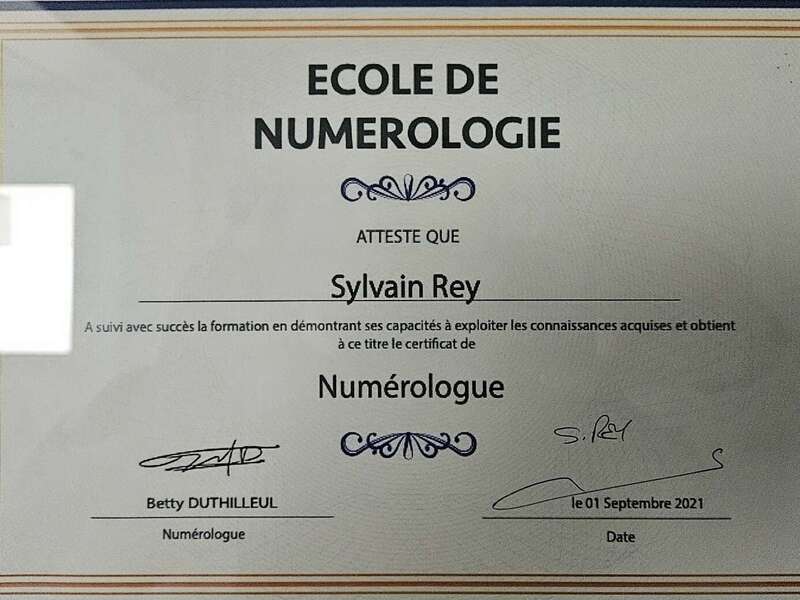 ECOLE DE
NUMEROLOGIE
ATTESTE QUE
Sylvain Rey
A suivi avec succès la formation en démontrant ses capacités à exploiter les connaissances acquises et obtient
à ce titre le certificat de
Numérologue
S. REY
Betty DUTHILLEUL
le 01 Septembre 2021
Numérologue
Date